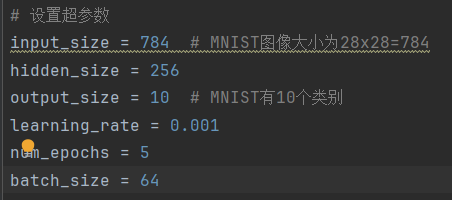 # 设置超参数
input_size = 784  # MNIST图像大小为28x28=784
hidden_size = 256
output_size = 10  # MNIST有10个类别
learning_rate = 0.001
num_epochs = 5
batch_size = 64